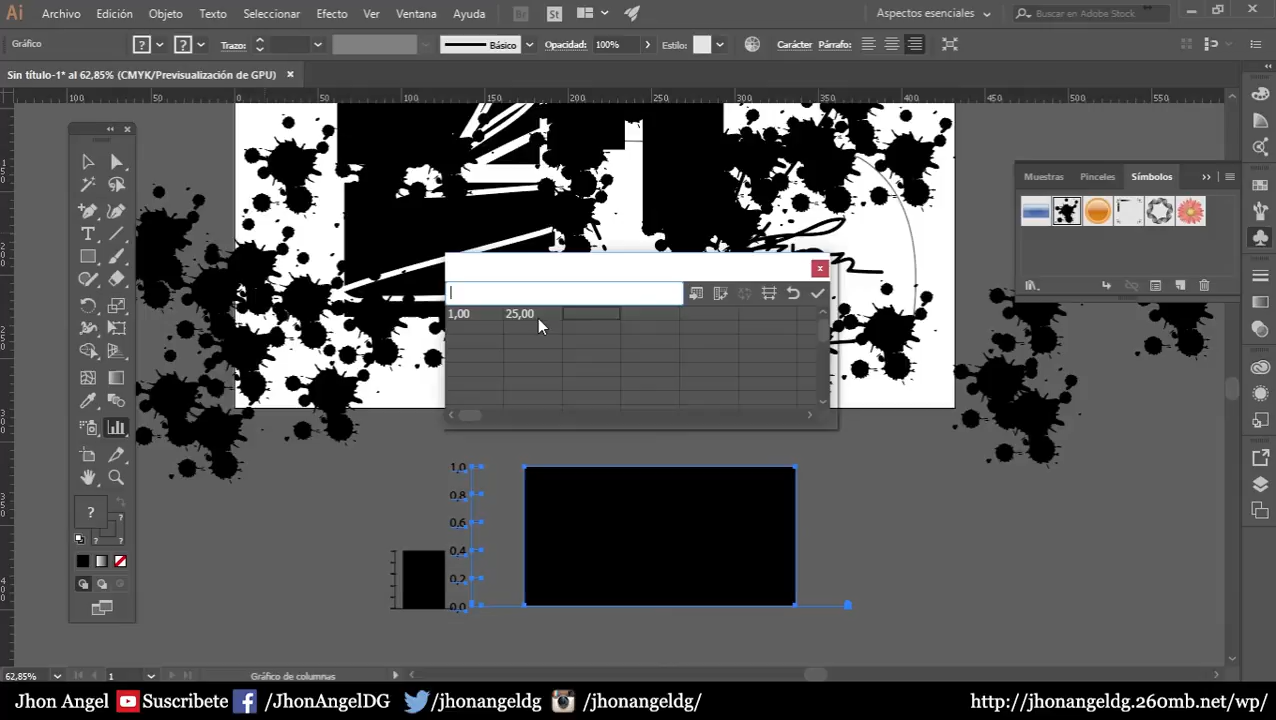 Ai Archivo Edición Objeto Texto Seleccionar Efecto Ver Ventana Ayuda Br St Aspectos esenciales Buscar en Adobe Stock
Gráfico ? ? Trazo: Básico Opacidad: 100% Estilo: Carácter Párrafo:
Sin título-1* al 62,85% (CMYK/Previsualización de GPU)
100 50 0 50 100 150 200 250 300 350 400 450 500 550
Muestras Pinceles Símbolos
1,00 25,00
1,0
0,8
0,6
0,4
0,2
0,0
62,85% 1 Gráfico de columnas
Jhon Angel Suscribete /JhonAngelDG /jhonangeldg /jhonangeldg/ http://jhonangeldg.260mb.net/wp/